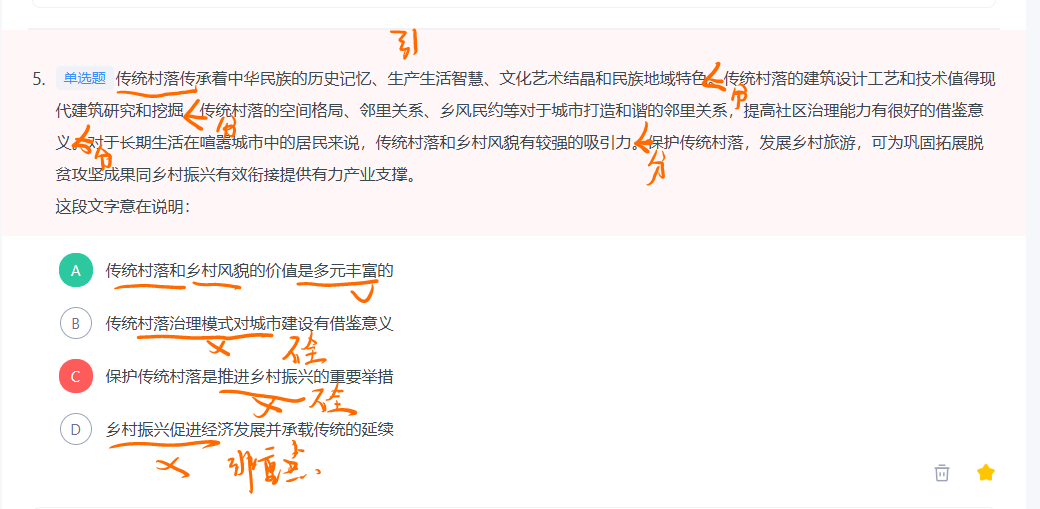 引
5. 单选题 传统村落传承着中华民族的历史记忆、生产生活智慧、文化艺术结晶和民族地域特色。传统村落的建筑设计工艺和技术值得现
代建筑研究和挖掘。传统村落的空间格局、邻里关系、乡风民约等对于城市打造和谐的邻里关系，提高社区治理能力有很好的借鉴意
分
分
义。对于长期生活在喧嚣城市中的居民来说，传统村落和乡村风貌有较强的吸引力。保护传统村落，发展乡村旅游，可为巩固拓展脱
分
分
贫攻坚成果同乡村振兴有效衔接提供有力产业支撑。
这段文字意在说明：
A 传统村落和乡村风貌的价值是多元丰富的
B 传统村落治理模式对城市建设有借鉴意义
C 保护传统村落是推进乡村振兴的重要举措
D 乡村振兴促进经济发展并承载传统的延续
非重点